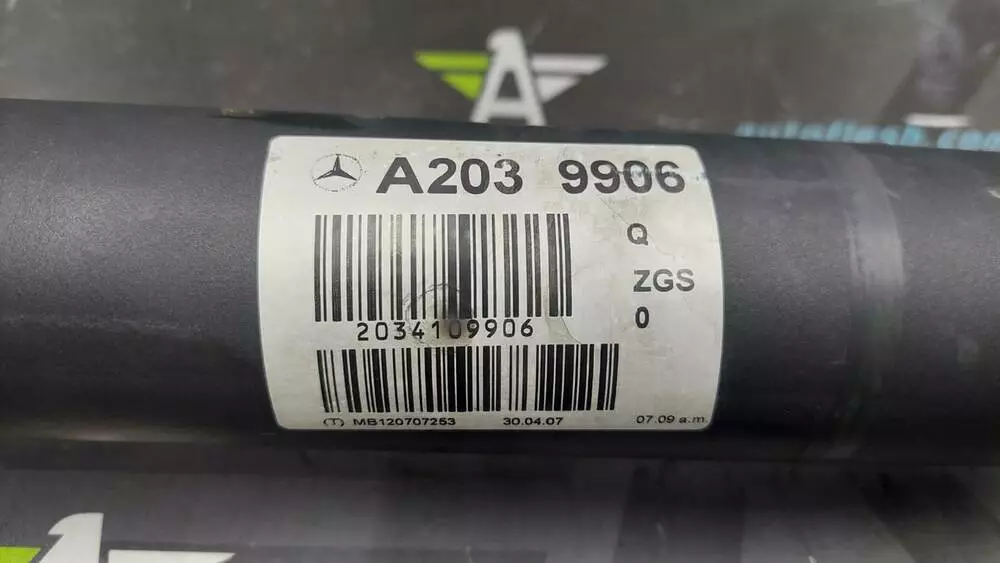 A203 9906
Q
ZGS
0
2034109906
(T) MB120707253 30.04.07 07.09 a.m.